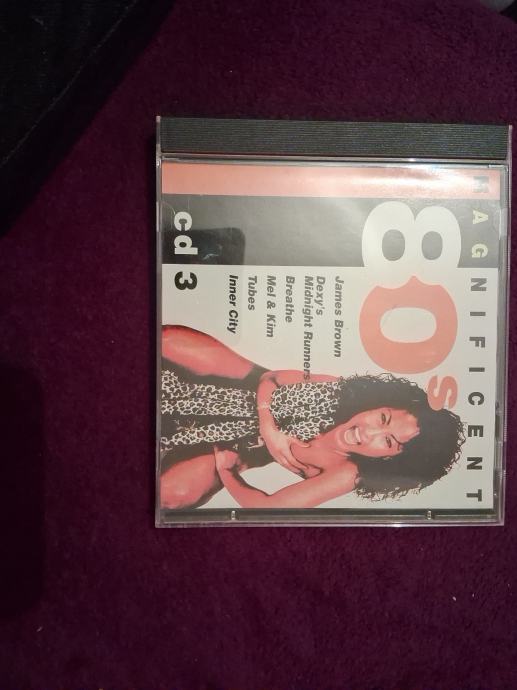 MAGNIFICENT
80s
James Brown
Dexy's
Midnight Runners
Breathe
Mel & Kim
Tubes
Inner City
cd 3